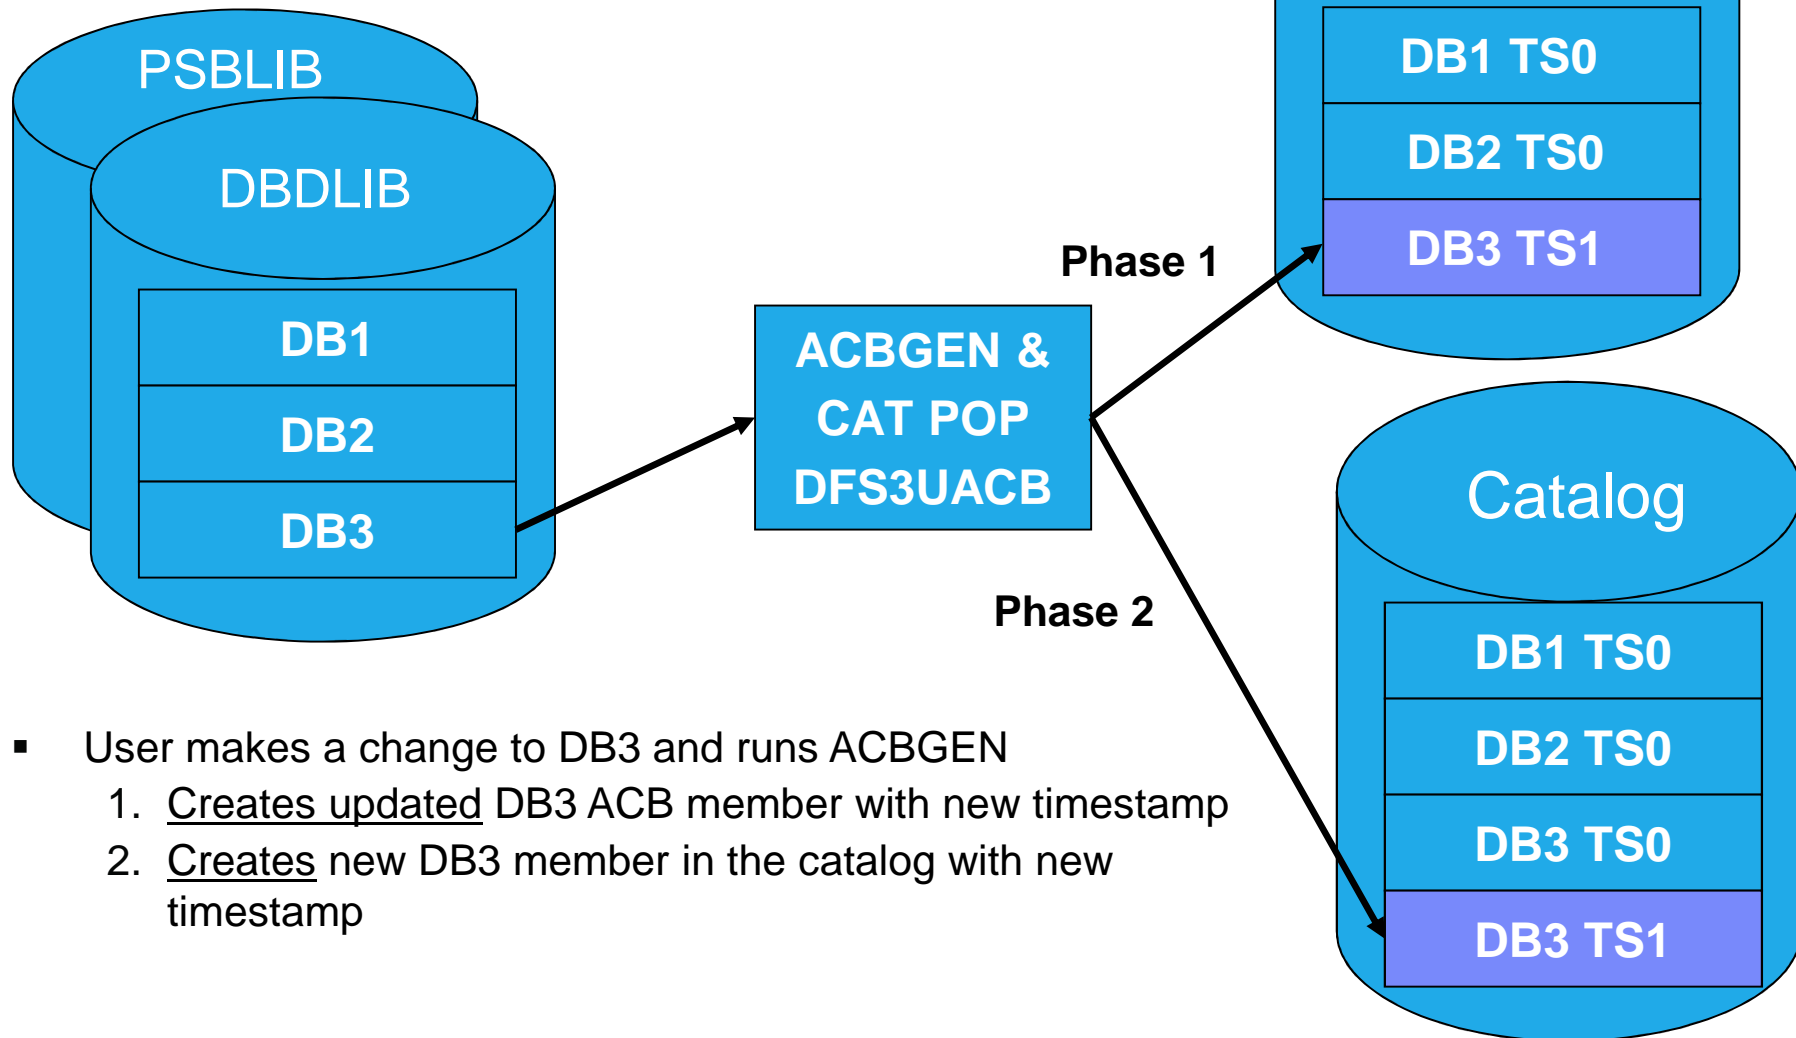 PSBLIB
DBDLIB
DB1
DB2
DB3
ACBGEN &
CAT POP
DFS3UACB
Phase 1
Phase 2
DB1 TS0
DB2 TS0
DB3 TS1
Catalog
DB1 TS0
DB2 TS0
DB3 TS0
DB3 TS1
▪ User makes a change to DB3 and runs ACBGEN
1. Creates updated DB3 ACB member with new timestamp
2. Creates new DB3 member in the catalog with new
timestamp